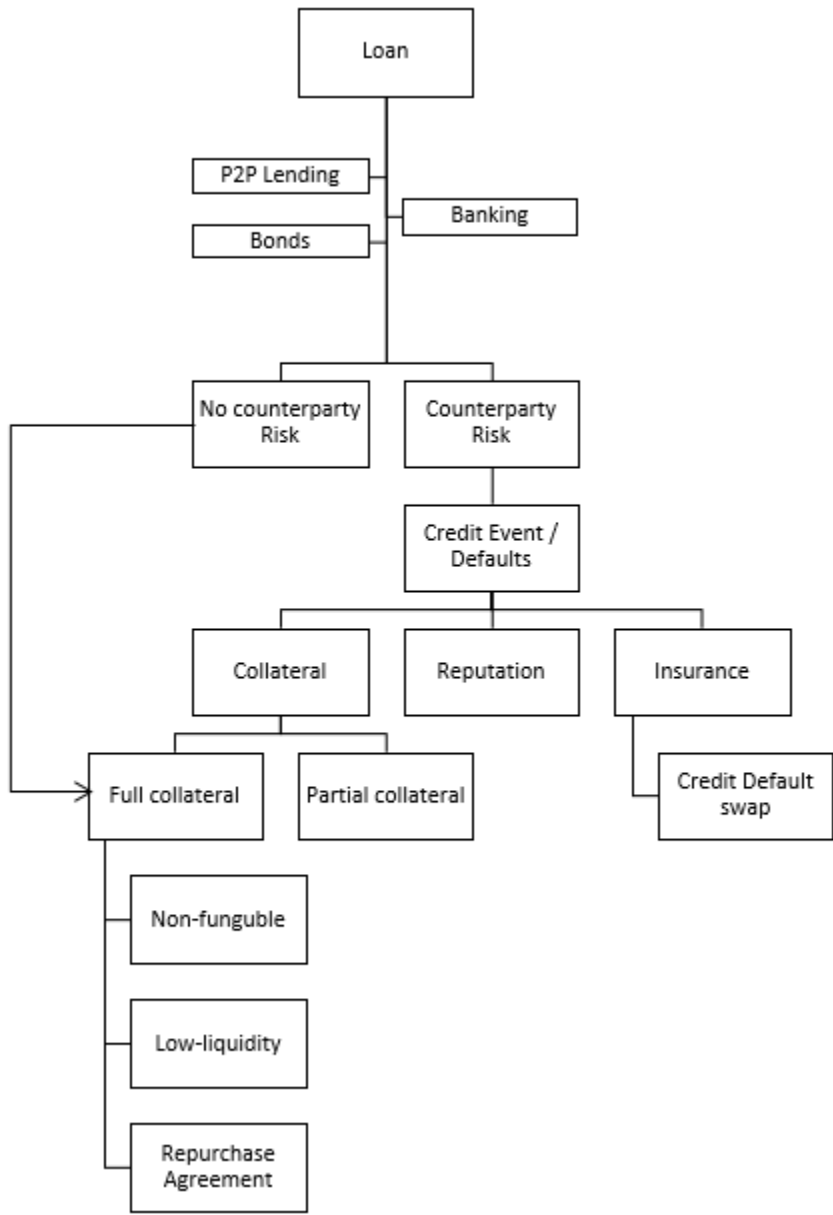 Loan
P2P Lending
Banking
Bonds
No counterparty
Risk
Counterparty
Risk
Credit Event /
Defaults
Collateral
Reputation
Insurance
Full collateral
Partial collateral
Credit Default
swap
Non-funguble
Low-liquidity
Repurchase
Agreement